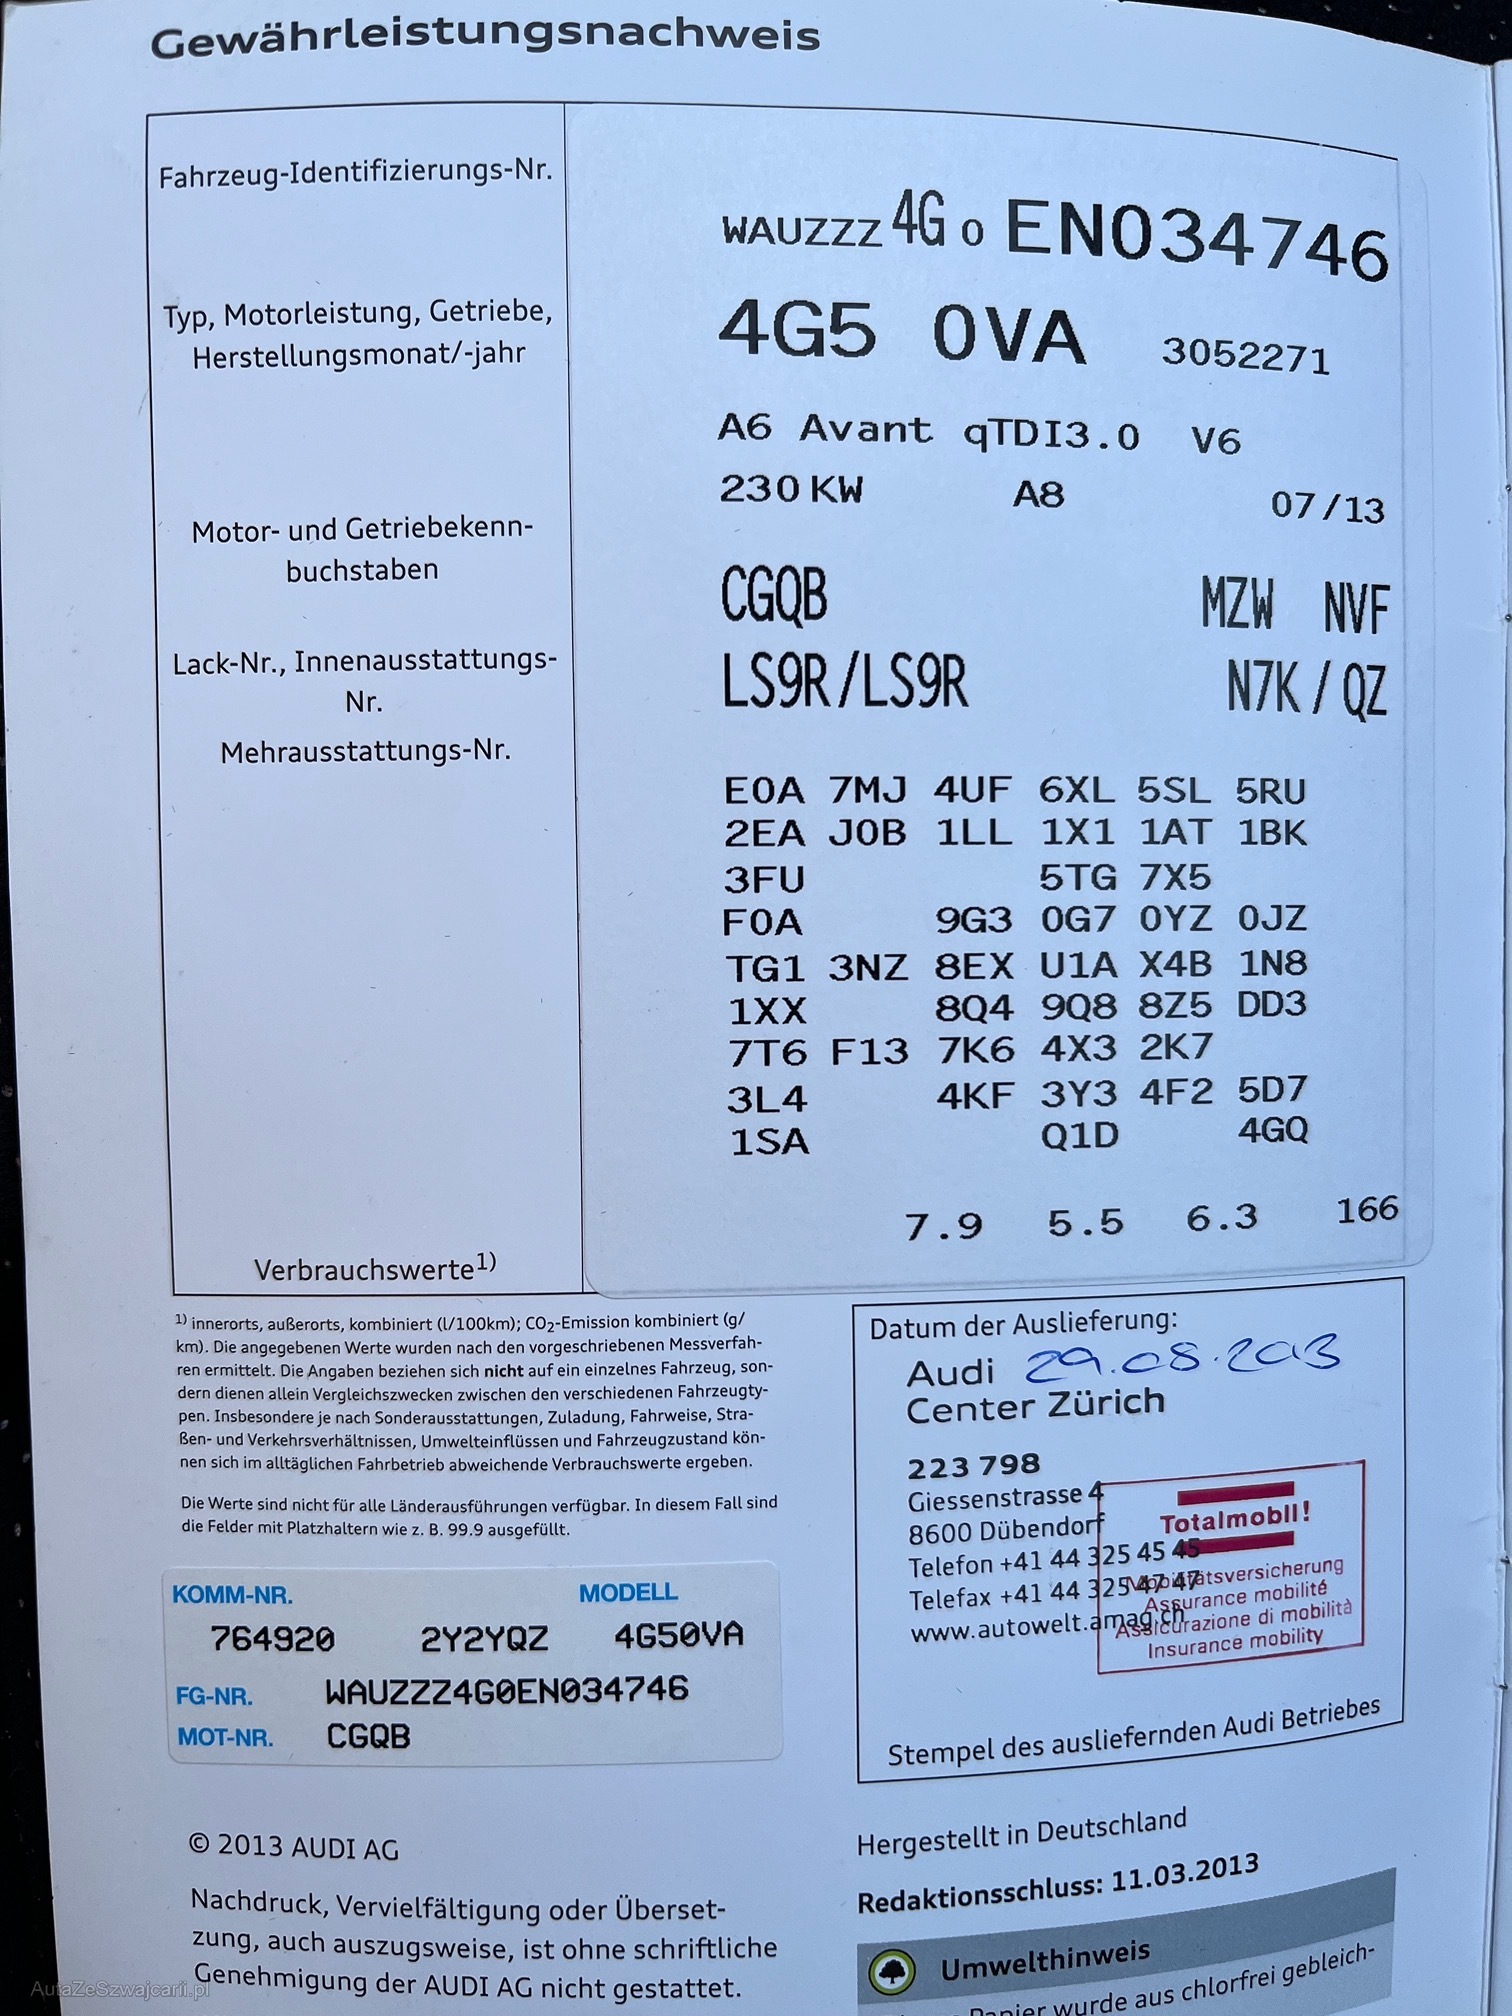 Gewährleistungsnachweis
Fahrzeug-Identifizierungs-Nr.
WAUZZZ 4G 0 EN034746
Typ, Motorleistung, Getriebe,
Herstellungsmonat/-jahr
4G5 0VA 3052271
A6 Avant qTDI3.0 V6
230 KW A8 07/13
Motor- und Getriebekenn-
buchstaben
CGQB MZW NVF
Lack-Nr., Innenausstattungs-
Nr.
LS9R/LS9R N7K/QZ
Mehrausstattungs-Nr.
E0A 7MJ 4UF 6XL 5SL 5RU
2EA J0B 1LL 1X1 1AT 1BK
3FU 5TG 7X5
F0A 9G3 0G7 0YZ 0JZ
TG1 3NZ 8EX U1A X4B 1N8
1XX 8Q4 9Q8 8Z5 DD3
7T6 F13 7K6 4X3 2K7
3L4 4KF 3Y3 4F2 5D7
1SA Q1D 4GQ
Verbrauchswerte1)
7.9 5.5 6.3 166
1) innerorts, außerorts, kombiniert (l/100km); CO2-Emission kombiniert (g/
km). Die angegebenen Werte wurden nach den vorgeschriebenen Messverfah-
ren ermittelt. Die Angaben beziehen sich nicht auf ein einzelnes Fahrzeug, son-
dern dienen allein Vergleichszwecken zwischen den verschiedenen Fahrzeugty-
pen. Insbesondere je nach Sonderausstattungen, Zuladung, Fahrweise, Stra-
ßen- und Verkehrsverhältnissen, Umwelteinflüssen und Fahrzeugzustand kön-
nen sich im alltäglichen Fahrbetrieb abweichende Verbrauchswerte ergeben.
Die Werte sind nicht für alle Länderausführungen verfügbar. In diesem Fall sind
die Felder mit Platzhaltern wie z. B. 99.9 ausgefüllt.
KOMM-NR. MODELL
764920 2Y2YQZ 4G50VA
FG-NR. WAUZZZ4G0EN034746
MOT-NR. CGQB
Datum der Auslieferung:
Audi 29.08.2013
Center Zürich
223 798
Giessenstrasse 4
8600 Dübendorf
Telefon +41 44 325 45 45
Telefax +41 44 325 47 47
www.autowelt.amag.ch
Totalmobil!
Mobilitätsversicherung
Assurance mobilité
Assicurazione di mobilità
Insurance mobility
Stempel des ausliefernden Audi Betriebes
© 2013 AUDI AG
Nachdruck, Vervielfältigung oder Überset-
zung, auch auszugsweise, ist ohne schriftliche
Genehmigung der AUDI AG nicht gestattet.
Hergestellt in Deutschland
Redaktionsschluss: 11.03.2013
Umwelthinweis
Papier wurde aus chlorfrei gebleich-
AutaZeSzwajcarii.pl